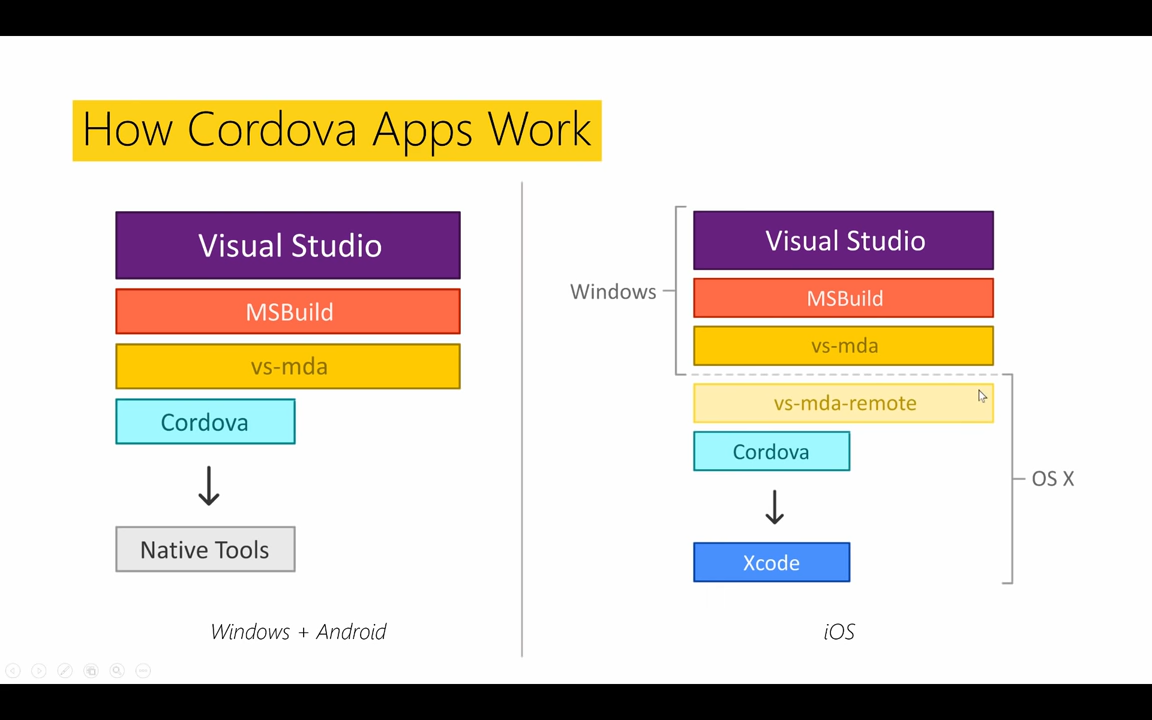 How Cordova Apps Work
Visual Studio
MSBuild
vs-mda
Cordova
Native Tools
Windows + Android
Windows
Visual Studio
MSBuild
vs-mda
vs-mda-remote
Cordova
Xcode
OS X
iOS